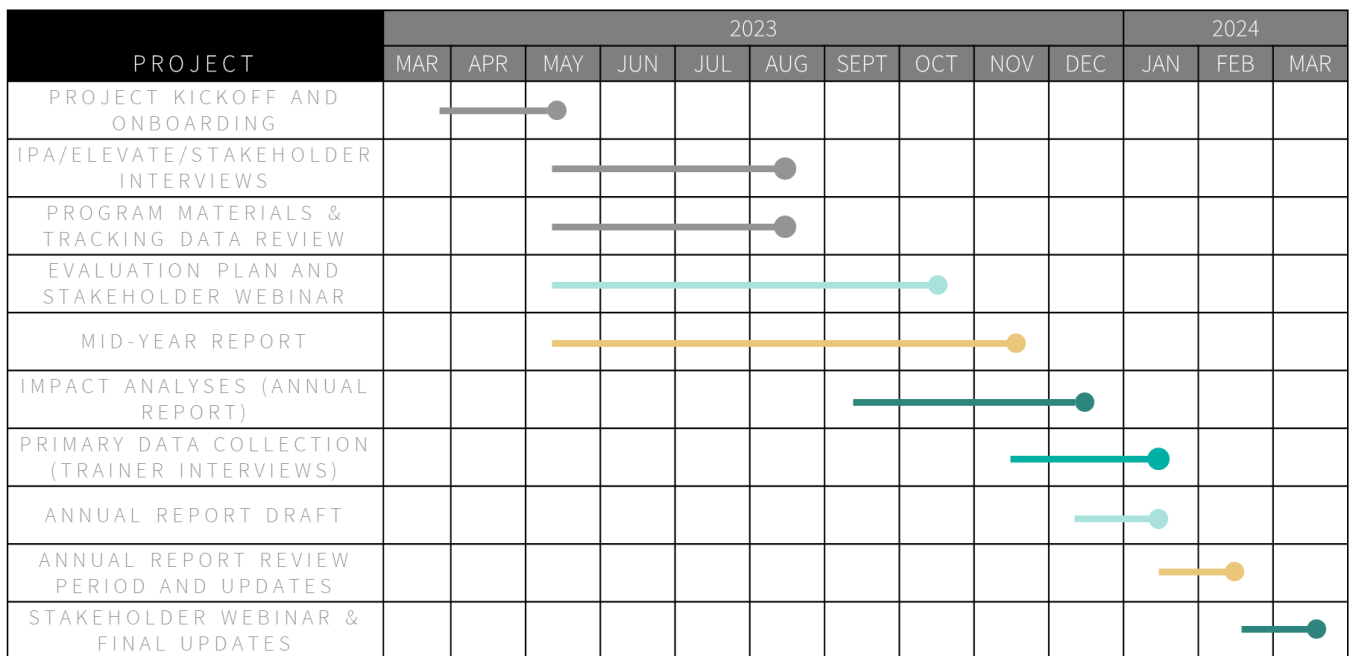 2023 2024
PROJECT MAR APR MAY JUN JUL AUG SEPT OCT NOV DEC JAN FEB MAR
PROJECT KICKOFF AND
ONBOARDING
IPA/ELEVATE/STAKEHOLDER
INTERVIEWS
PROGRAM MATERIALS &
TRACKING DATA REVIEW
EVALUATION PLAN AND
STAKEHOLDER WEBINAR
MID-YEAR REPORT
IMPACT ANALYSES (ANNUAL
REPORT)
PRIMARY DATA COLLECTION
(TRAINER INTERVIEWS)
ANNUAL REPORT DRAFT
ANNUAL REPORT REVIEW
PERIOD AND UPDATES
STAKEHOLDER WEBINAR &
FINAL UPDATES